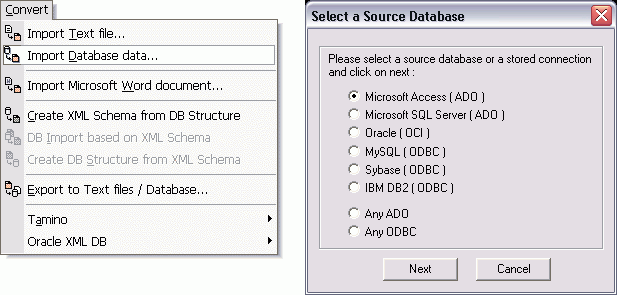 Convert
Import Text file...
Import Database data...
Import Microsoft Word document...
Create XML Schema from DB Structure
DB Import based on XML Schema
Create DB Structure from XML Schema
Export to Text files / Database...
Tamino
Oracle XML DB
Select a Source Database
Please select a source database or a stored connection
and click on next :
Microsoft Access ( ADO )
Microsoft SQL Server ( ADO )
Oracle ( OCI )
MySQL ( ODBC )
Sybase ( ODBC )
IBM DB2 ( ODBC )
Any ADO
Any ODBC
Next
Cancel